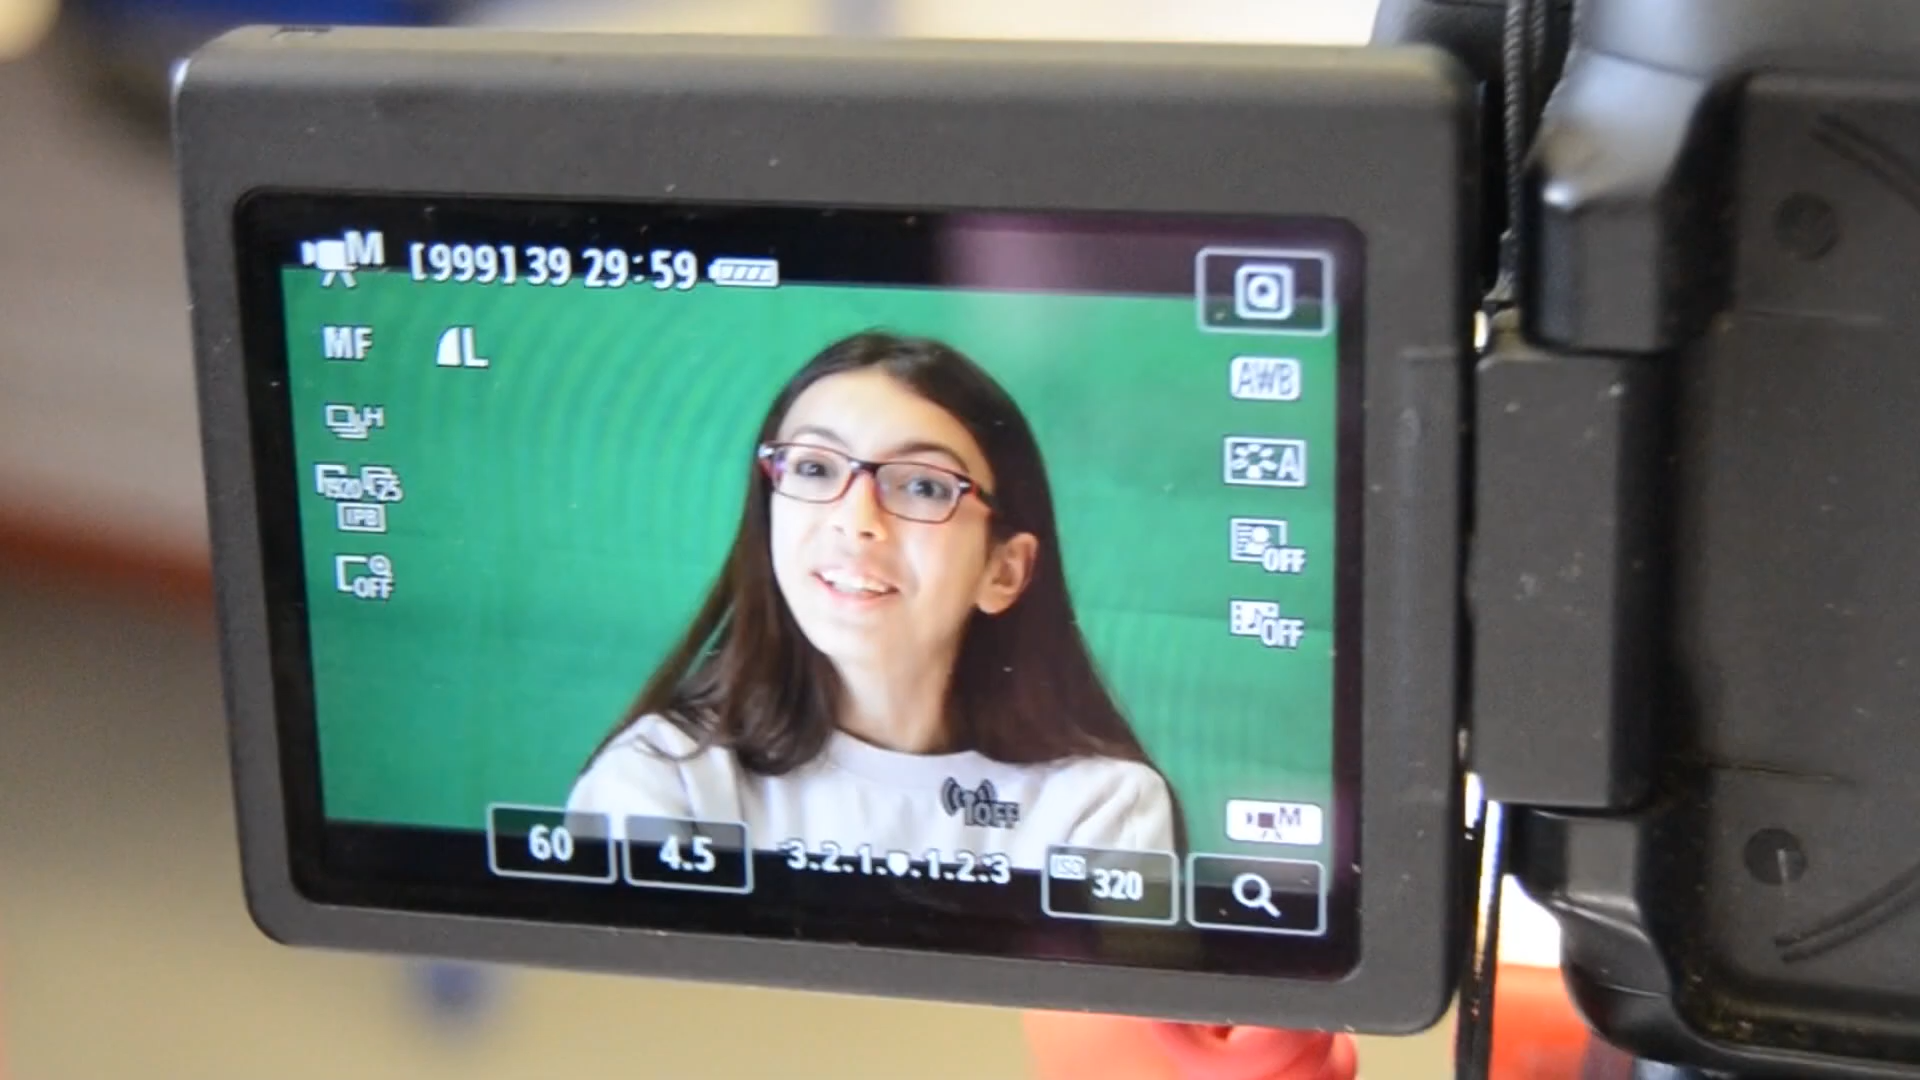 M [999] 39 29:59
MF L
AWB
H
A
1920 25
IPB
OFF
OFF
OFF
OFF
M
60 4.5 -3.2.1.0.1.2.:3 ISO 320